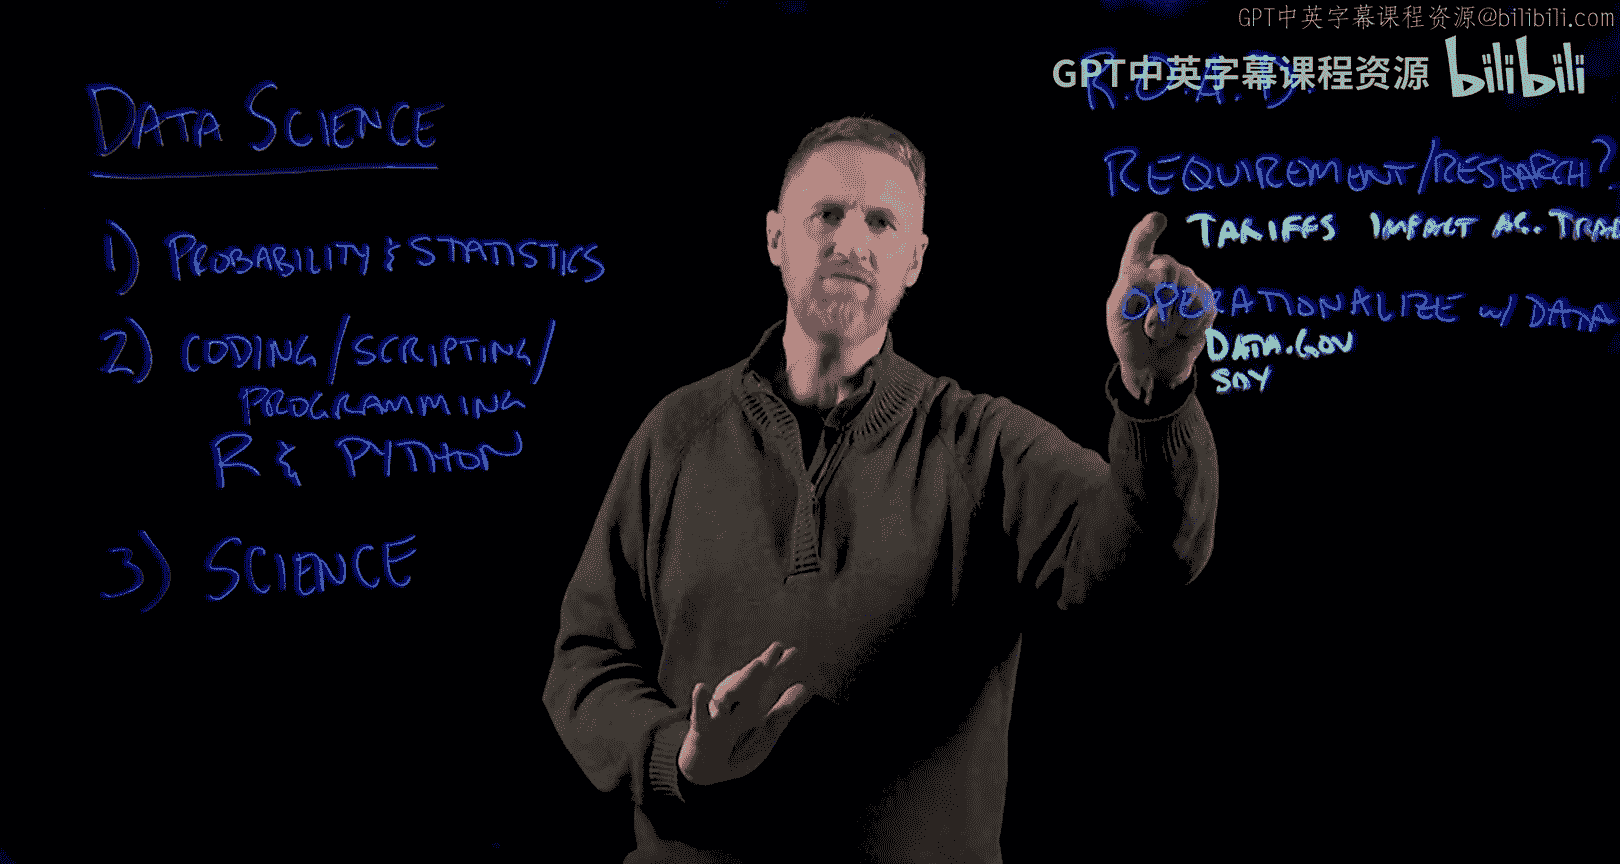 GPT中英字幕课程资源@bilibili.com
GPT中英字幕课程资源 bilibili
DATA SCIENCE
1) PROBABILITY & STATISTICS
2) CODING/SCRIPTING/
PROGRAMMING
R & PYTHON
3) SCIENCE
R.O.A.D.
REQUIREMENT/RESEARCH?
TARIFFS IMPACT AG. TRAD
OPERATIONALIZE w/ DATA
DATA.GOV
SOY